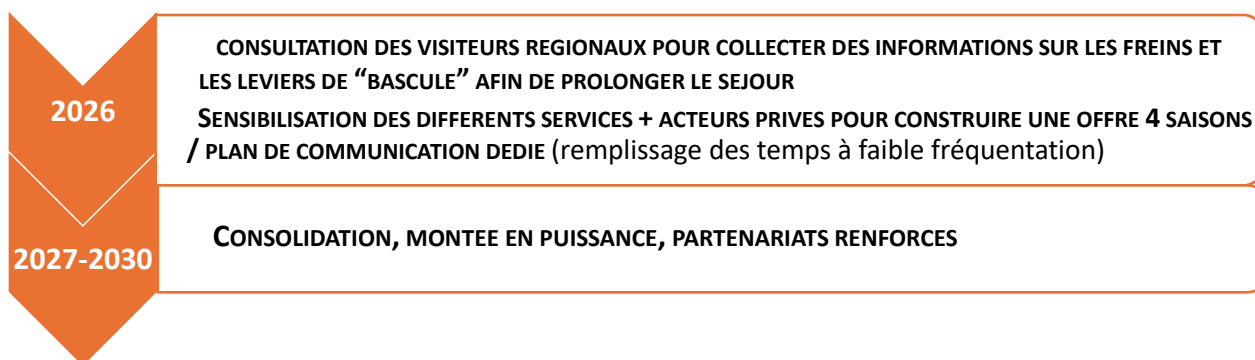 2026
CONSULTATION DES VISITEURS REGIONAUX POUR COLLECTER DES INFORMATIONS SUR LES FREINS ET
LES LEVIERS DE “BASCULE” AFIN DE PROLONGER LE SEJOUR
SENSIBILISATION DES DIFFERENTS SERVICES + ACTEURS PRIVES POUR CONSTRUIRE UNE OFFRE 4 SAISONS
/ PLAN DE COMMUNICATION DEDIE (remplissage des temps à faible fréquentation)
2027-2030
CONSOLIDATION, MONTEE EN PUISSANCE, PARTENARIATS RENFORCES